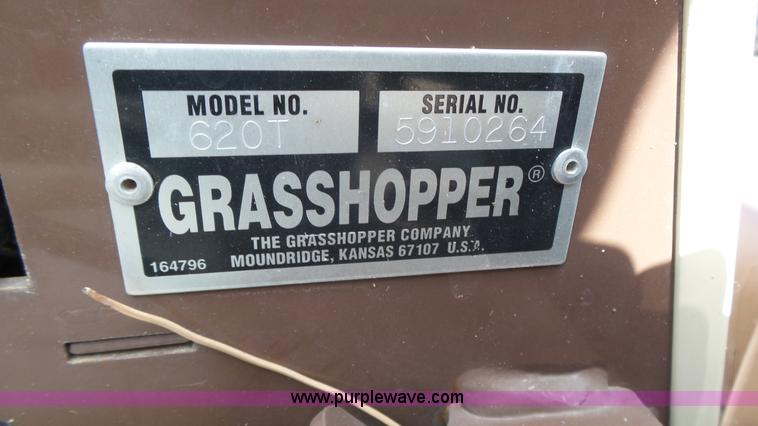 MODEL NO. SERIAL NO.
620T 5910264
GRASSHOPPER®
THE GRASSHOPPER COMPANY
164796 MOUNDRIDGE, KANSAS 67107 U.S.A.
www.purplewave.com